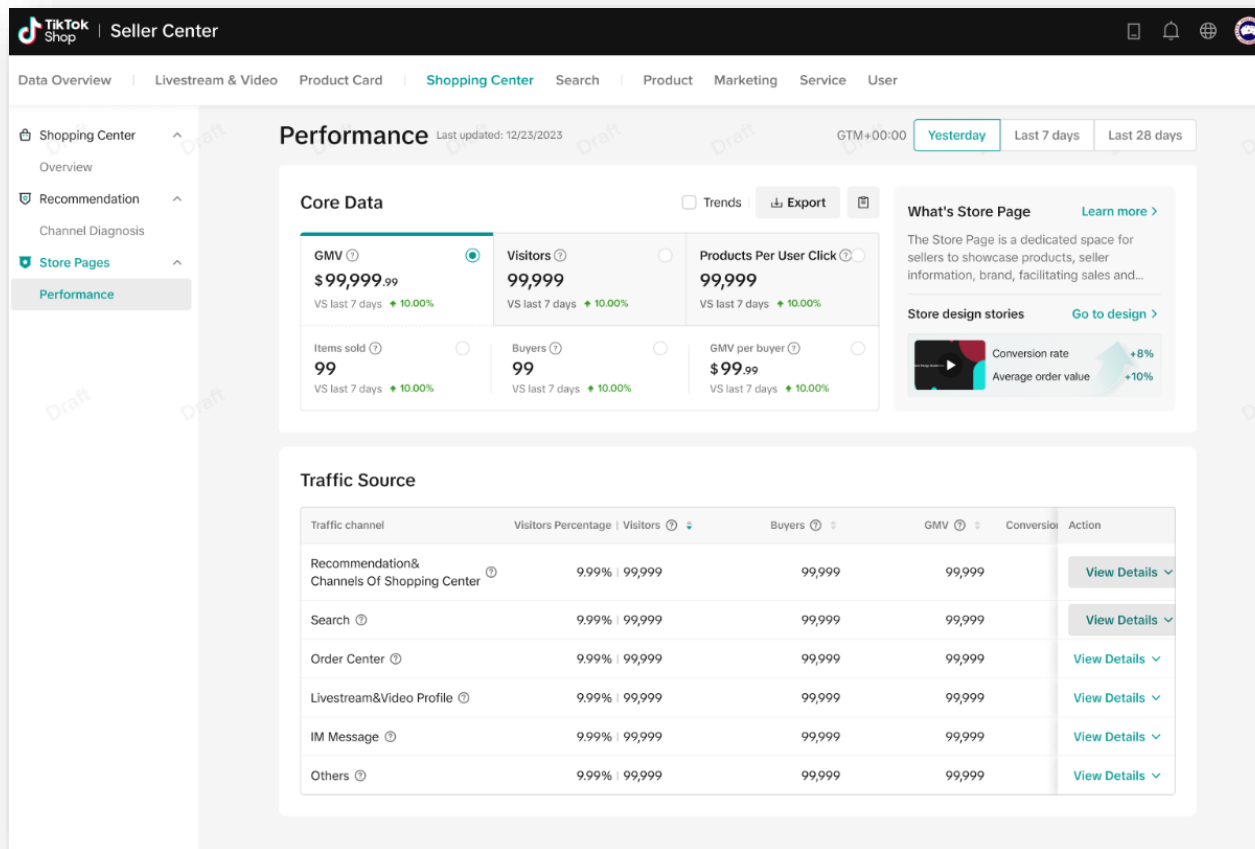 TikTok Shop | Seller Center
Data Overview | Livestream & Video Product Card | Shopping Center Search | Product Marketing Service User
Shopping Center
Overview
Recommendation
Channel Diagnosis
Store Pages
Performance
Performance Last updated: 12/23/2023 GTM+00:00 Yesterday Last 7 days Last 28 days
Core Data Trends Export
GMV Visitors Products Per User Click
$99,999.99 99,999 99,999
VS last 7 days 10.00% VS last 7 days 10.00% VS last 7 days 10.00%
Items sold Buyers GMV per buyer
99 99 $99.99
VS last 7 days 10.00% VS last 7 days 10.00% VS last 7 days 10.00%
What's Store Page Learn more >
The Store Page is a dedicated space for
sellers to showcase products, seller
information, brand, facilitating sales and...
Store design stories Go to design >
Conversion rate +8%
Average order value +10%
Traffic Source
Traffic channel Visitors Percentage | Visitors Buyers GMV Conversion Action
Recommendation&
Channels Of Shopping Center 9.99% | 99,999 99,999 99,999 View Details
Search 9.99% | 99,999 99,999 99,999 View Details
Order Center 9.99% | 99,999 99,999 99,999 View Details
Livestream&Video Profile 9.99% | 99,999 99,999 99,999 View Details
IM Message 9.99% | 99,999 99,999 99,999 View Details
Others 9.99% | 99,999 99,999 99,999 View Details
Draft
Draft
Draft
Draft
Draft
Draft
Draft
Draft